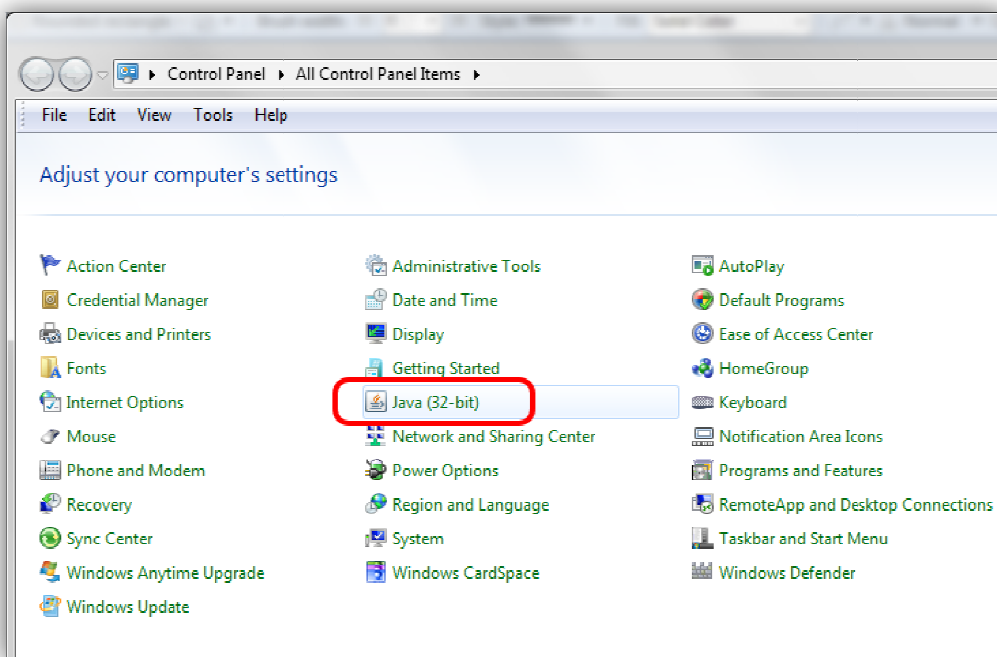 Control Panel All Control Panel Items
File Edit View Tools Help
Adjust your computer's settings
Action Center Administrative Tools AutoPlay
Credential Manager Date and Time Default Programs
Devices and Printers Display Ease of Access Center
Fonts Getting Started HomeGroup
Internet Options Java (32-bit) Keyboard
Mouse Network and Sharing Center Notification Area Icons
Phone and Modem Power Options Programs and Features
Recovery Region and Language RemoteApp and Desktop Connections
Sync Center System Taskbar and Start Menu
Windows Anytime Upgrade Windows CardSpace Windows Defender
Windows Update